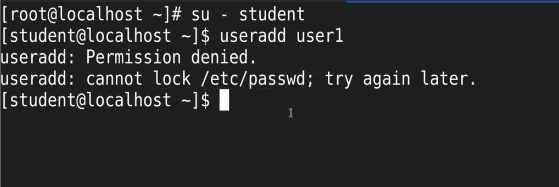 [root@localhost ~]# su - student
[student@localhost ~]$ useradd user1
useradd: Permission denied.
useradd: cannot lock /etc/passwd; try again later.
[student@localhost ~]$